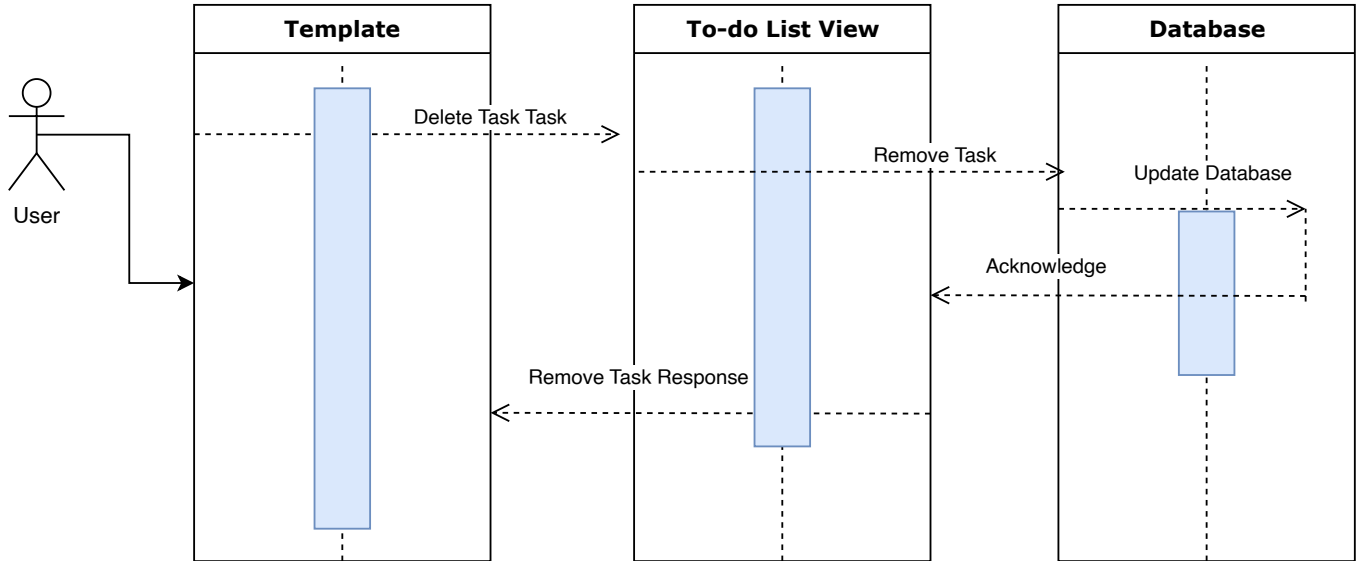 Template
To-do List View
Database
Delete Task Task
Remove Task
Update Database
User
Acknowledge
Remove Task Response